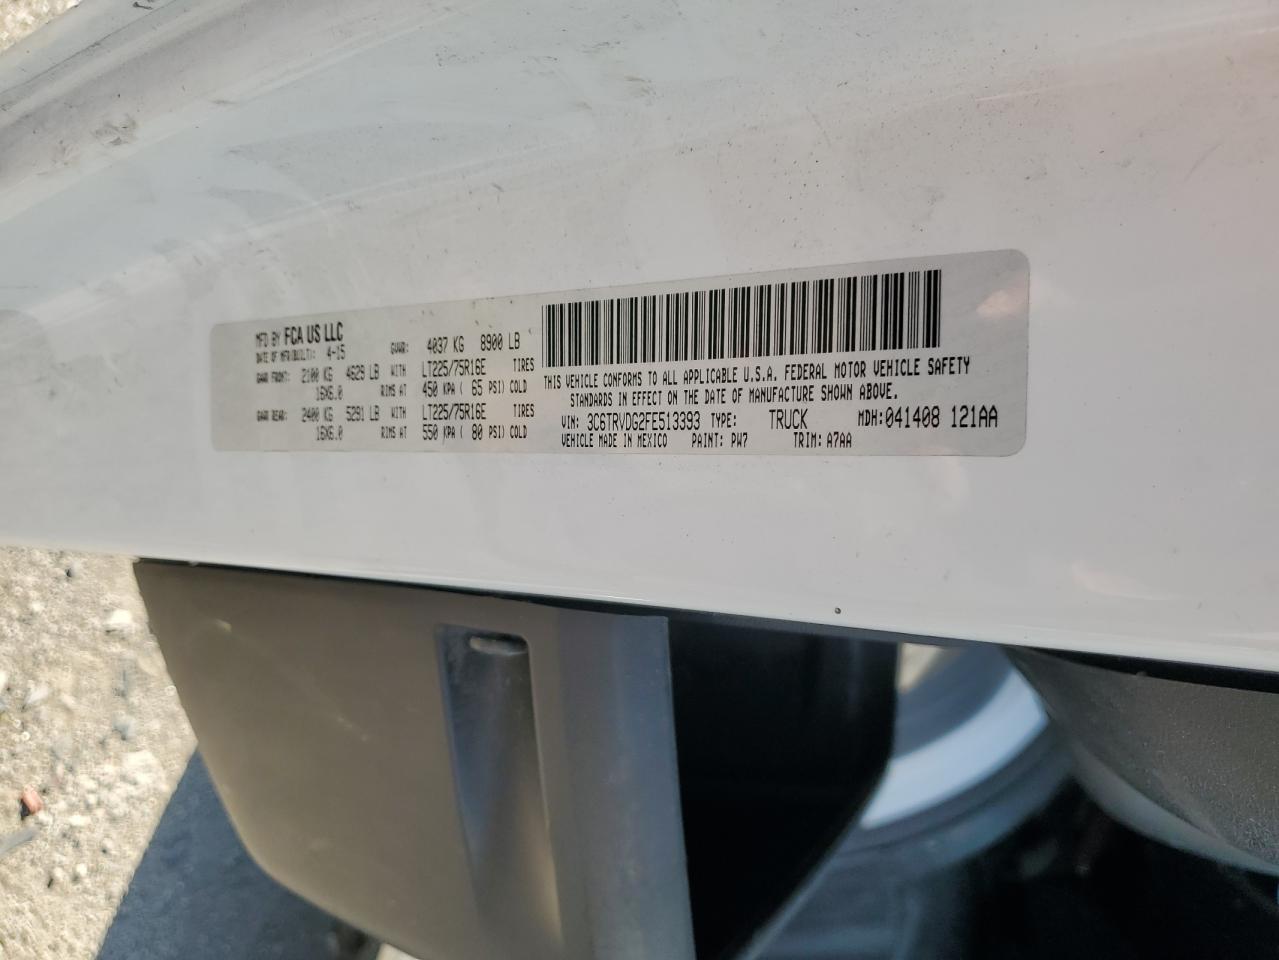 MFD BY FCA US LLC
DATE OF MFR(BUILT): 4-15 GVWR: 4037 KG 8900 LB
GAWR FRONT: 2100 KG 4629 LB WITH LT225/75R16E TIRES
16X6.0 RIMS AT 450 KPA ( 65 PSI) COLD
GAWR REAR: 2400 KG 5291 LB WITH LT225/75R16E TIRES
16X6.0 RIMS AT 550 KPA ( 80 PSI) COLD
THIS VEHICLE CONFORMS TO ALL APPLICABLE U.S.A. FEDERAL MOTOR VEHICLE SAFETY
STANDARDS IN EFFECT ON THE DATE OF MANUFACTURE SHOWN ABOVE.
VIN: 3C6TRVDG2FE513393 TYPE: TRUCK MDH:041408 121AA
VEHICLE MADE IN MEXICO PAINT: PW7 TRIM: A7AA